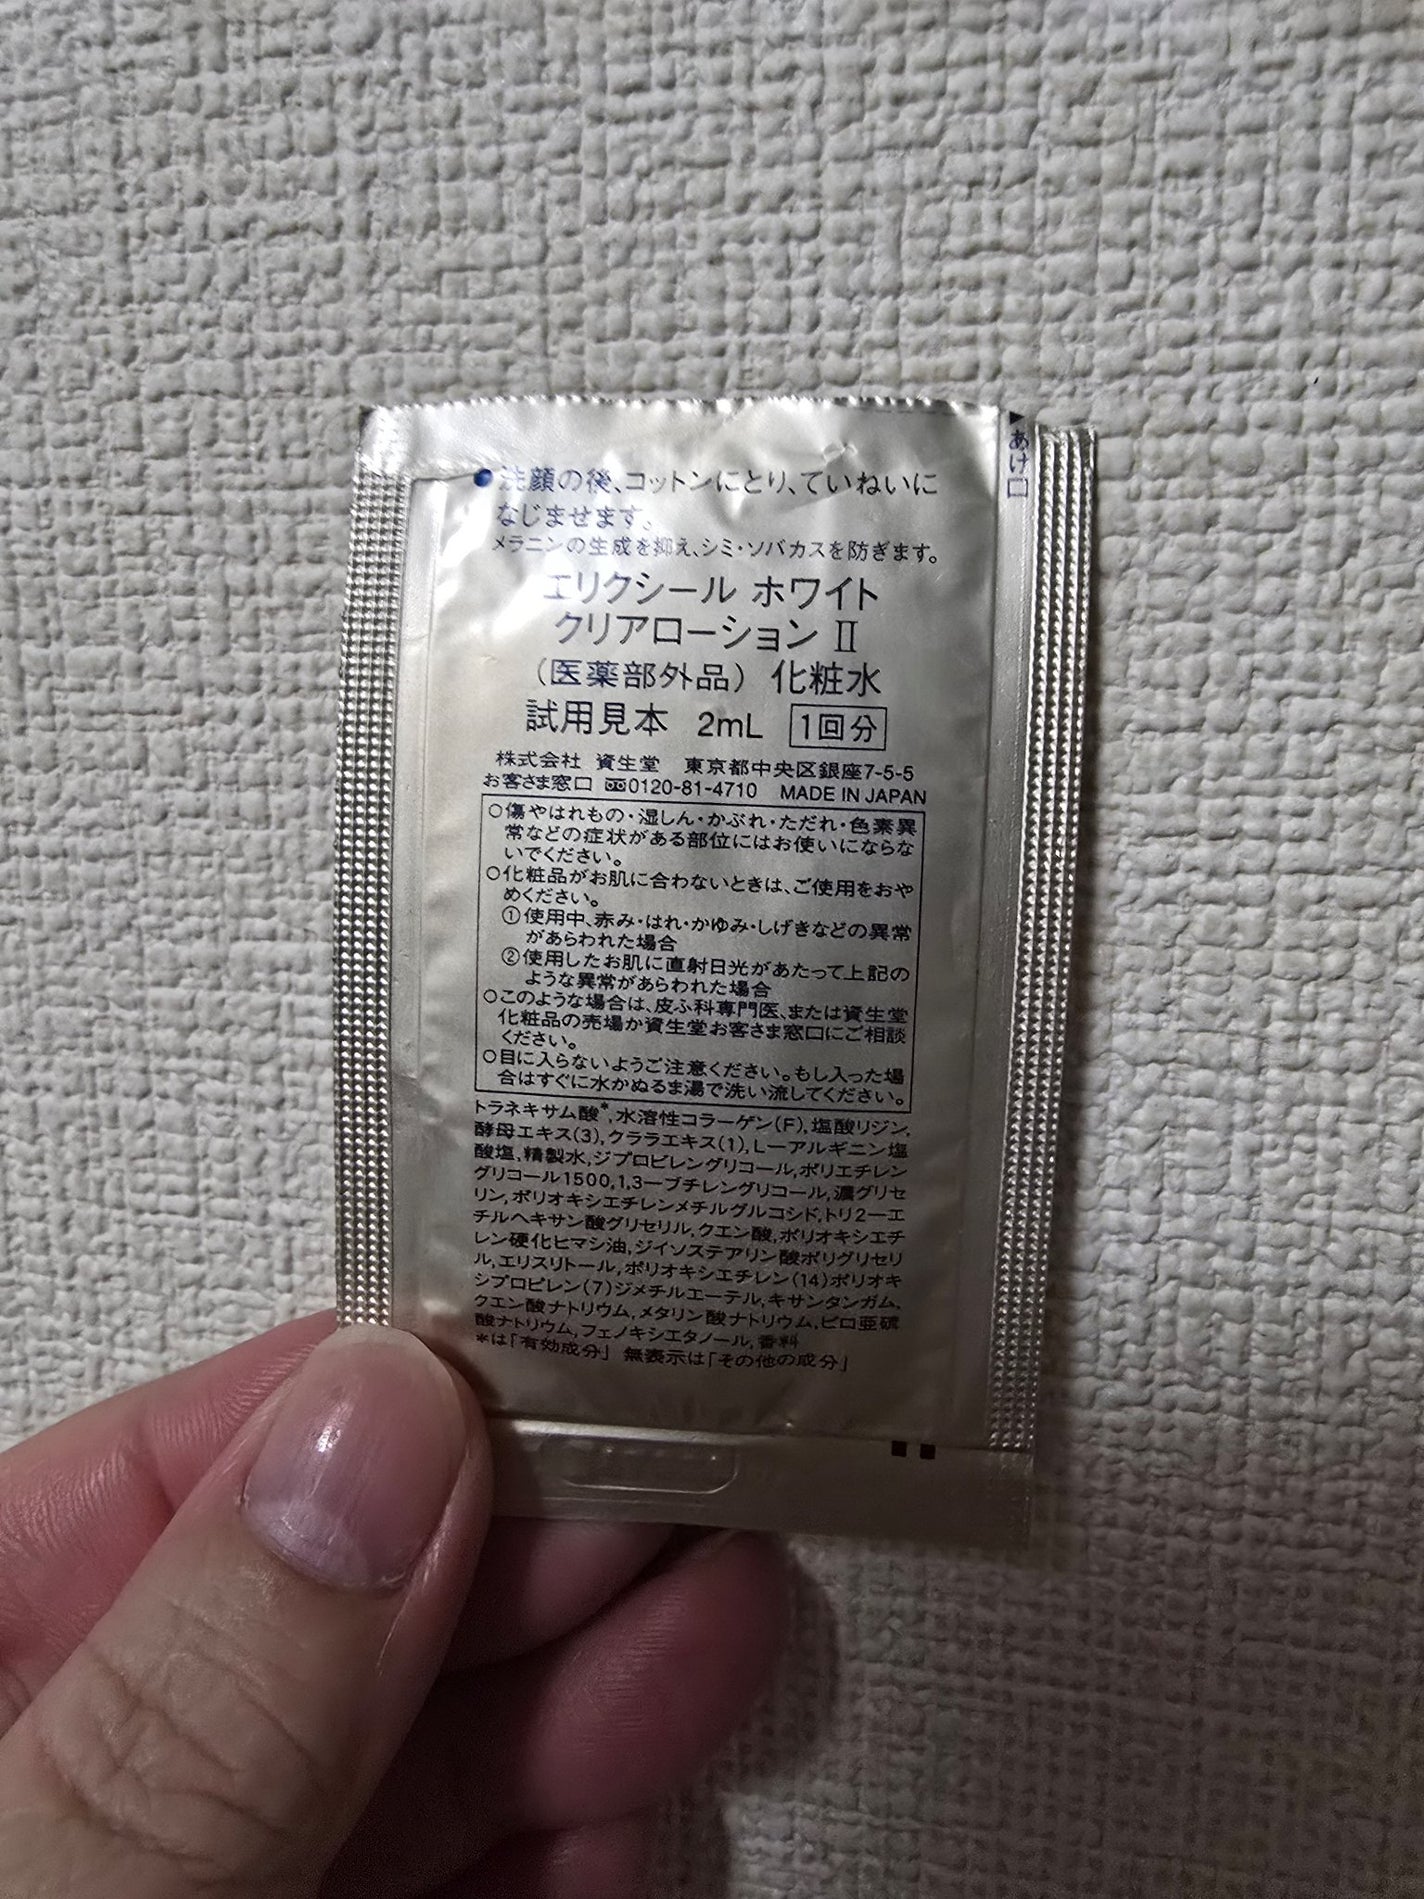 ●洗顔の後、コットンにとり、ていねいに
なじませます。
メラニンの生成を抑え、シミ・ソバカスを防ぎます。
エリクシール ホワイト
クリアローション Ⅱ
（医薬部外品） 化粧水
試用見本 2mL 1回分
株式会社 資生堂 東京都中央区銀座7-5-5
お客さま窓口 0120-81-4710 MADE IN JAPAN
○傷やはれもの・湿しん・かぶれ・ただれ・色素異
常などの症状がある部位にはお使いにならな
いでください。
○化粧品がお肌に合わないときは、ご使用をおや
めください。
①使用中、赤み・はれ・かゆみ・しげきなどの異常
があらわれた場合
②使用したお肌に直射日光があたって上記の
ような異常があらわれた場合
○このような場合は、皮ふ科専門医、または資生堂
化粧品の売場か資生堂お客さま窓口にご相談
ください。
○目に入らないようご注意ください。もし入った場
合はすぐに水かぬるま湯で洗い流してください。
トラネキサム酸*,水溶性コラーゲン(F),塩酸リジン,
酵母エキス(3),クララエキス(1),L－アルギニン塩
酸塩,精製水,ジプロピレングリコール,ポリエチレン
グリコール1500,1,3－ブチレングリコール,濃グリセ
リン,ポリオキシエチレンメチルグルコシド,トリ2－エ
チルヘキサン酸グリセリル,クエン酸,ポリオキシエチ
レン硬化ヒマシ油,ジイソステアリン酸ポリグリセリ
ル,エリスリトール,ポリオキシエチレン(14)ポリオキ
シプロピレン(7)ジメチルエーテル,キサンタンガム,
クエン酸ナトリウム,メタリン酸ナトリウム,ピロ亜硫
酸ナトリウム,フェノキシエタノール,香料
*は「有効成分」 無表示は「その他の成分」
▶あけ口